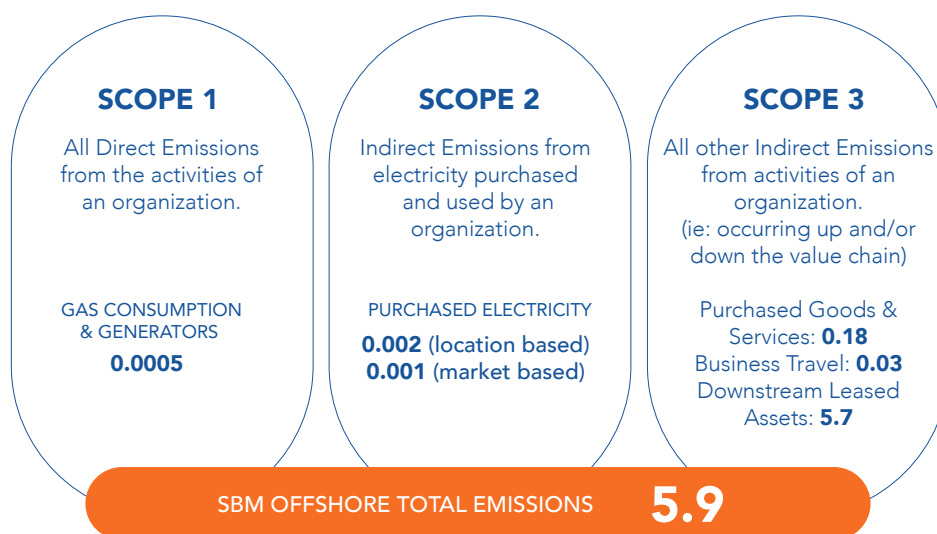 SCOPE 1
All Direct Emissions
from the activities of
an organization.
GAS CONSUMPTION
& GENERATORS
0.0005
SCOPE 2
Indirect Emissions from
electricity purchased
and used by an
organization.
PURCHASED ELECTRICITY
0.002 (location based)
0.001 (market based)
SCOPE 3
All other Indirect Emissions
from activities of an
organization.
(ie: occurring up and/or
down the value chain)
Purchased Goods &
Services: 0.18
Business Travel: 0.03
Downstream Leased
Assets: 5.7
SBM OFFSHORE TOTAL EMISSIONS 5.9